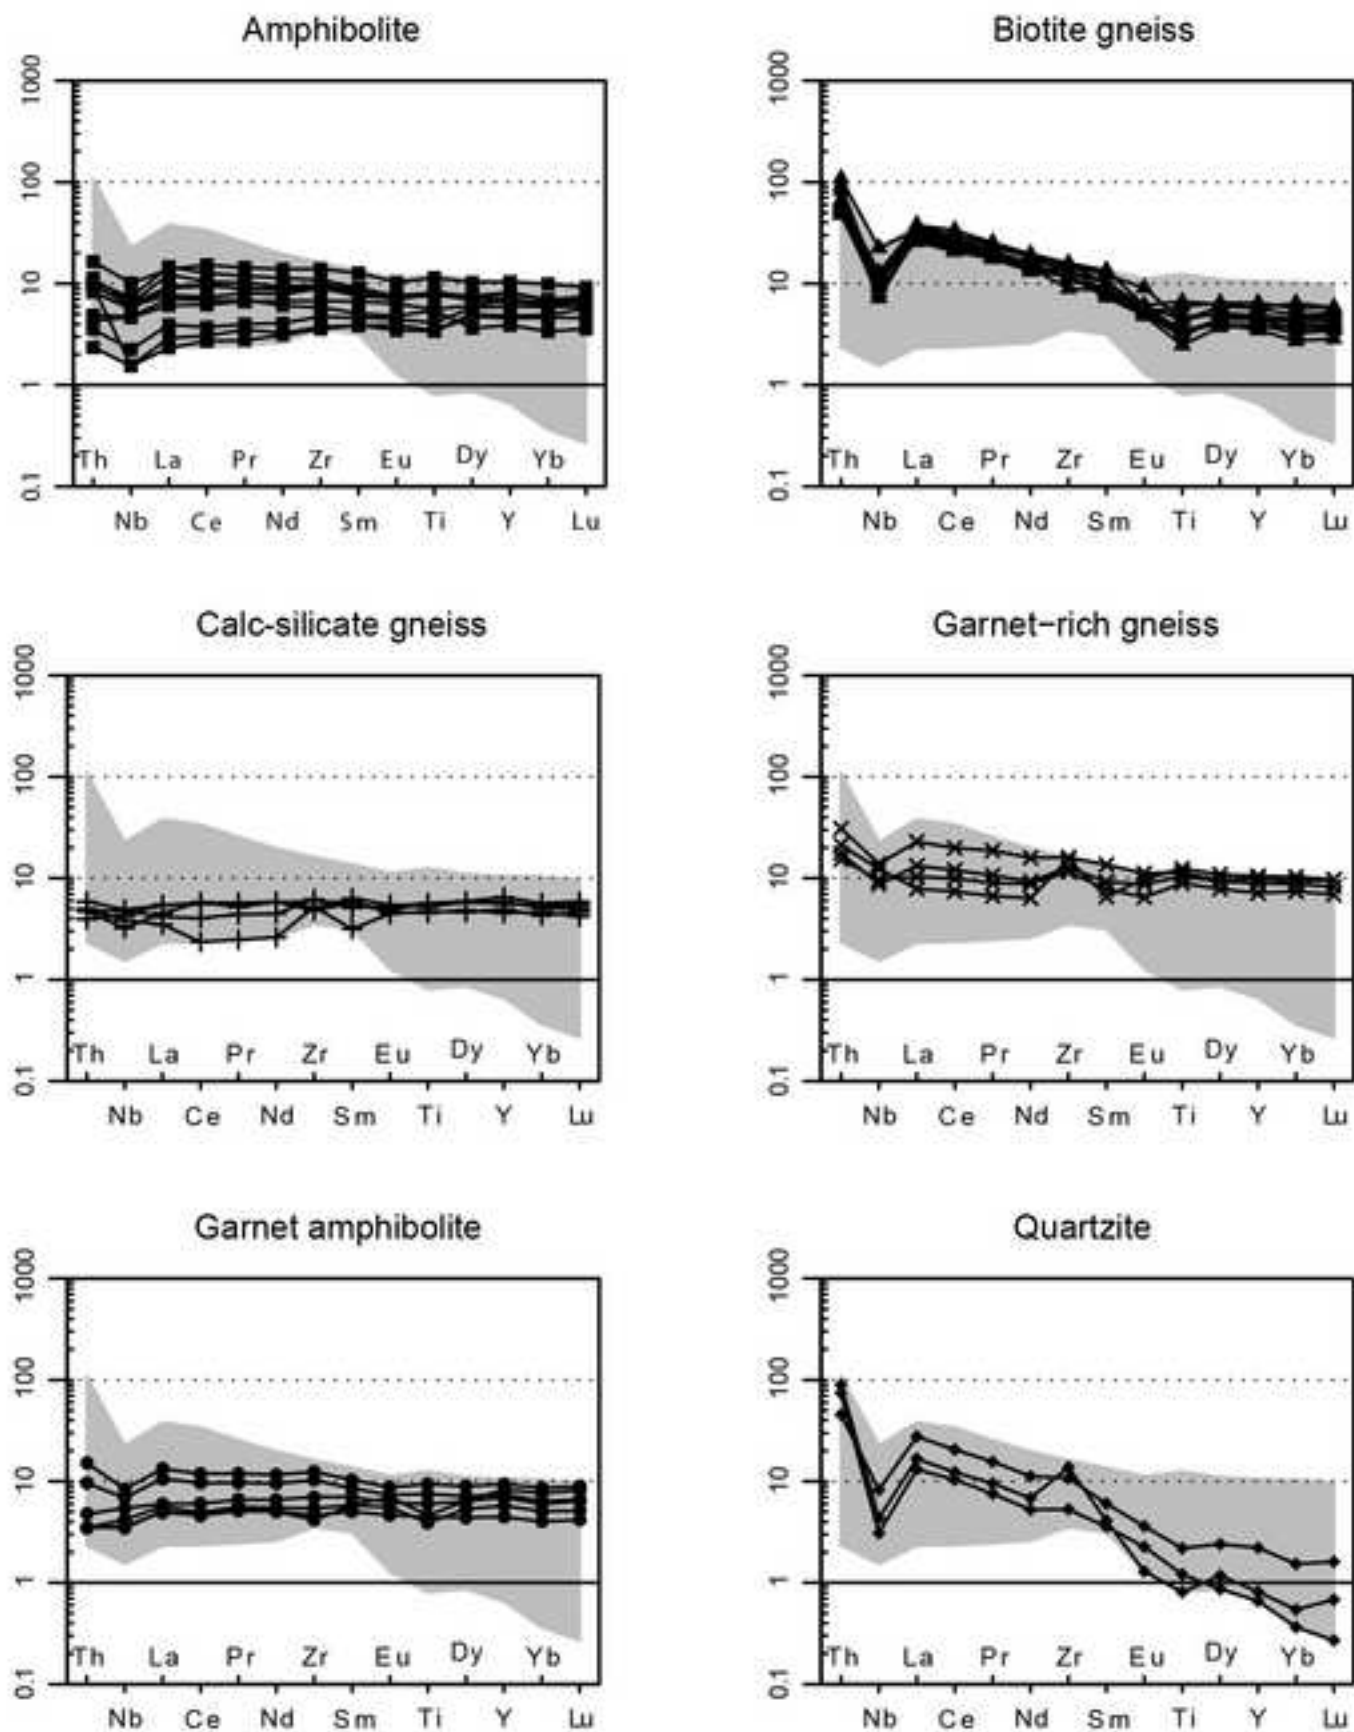 Amphibolite
1000
100
10
1
0.1
Th La Pr Zr Eu Dy Yb
Nb Ce Nd Sm Ti Y Lu
Biotite gneiss
1000
100
10
1
0.1
Th La Pr Zr Eu Dy Yb
Nb Ce Nd Sm Ti Y Lu
Calc-silicate gneiss
1000
100
10
1
0.1
Th La Pr Zr Eu Dy Yb
Nb Ce Nd Sm Ti Y Lu
Garnet-rich gneiss
1000
100
10
1
0.1
Th La Pr Zr Eu Dy Yb
Nb Ce Nd Sm Ti Y Lu
Garnet amphibolite
1000
100
10
1
0.1
Th La Pr Zr Eu Dy Yb
Nb Ce Nd Sm Ti Y Lu
Quartzite
1000
100
10
1
0.1
Th La Pr Zr Eu Dy Yb
Nb Ce Nd Sm Ti Y Lu